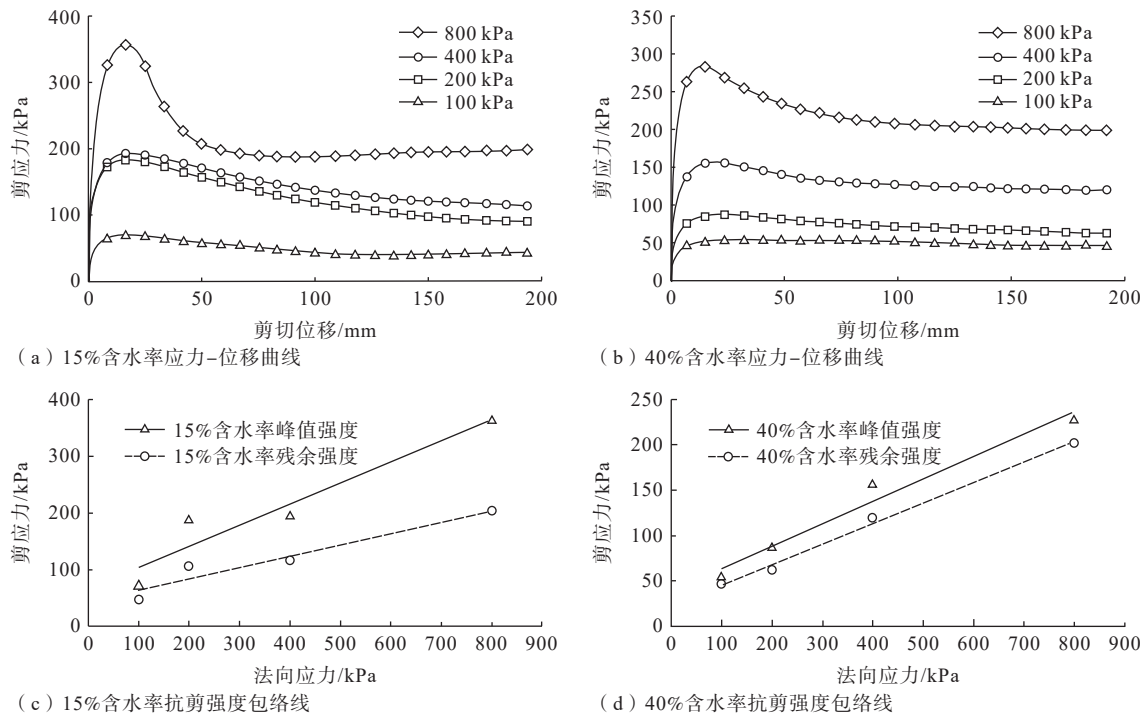 400
300
200
100
0
剪应力/kPa
800 kPa
400 kPa
200 kPa
100 kPa
0
50
100
150
200
剪切位移/mm
(a)15%含水率应力–位移曲线
350
300
250
200
150
100
50
0
剪应力/kPa
800 kPa
400 kPa
200 kPa
100 kPa
0
50
100
150
200
剪切位移/mm
(b)40%含水率应力–位移曲线
400
300
200
100
0
剪应力/kPa
15%含水率峰值强度
15%含水率残余强度
0 100 200 300 400 500 600 700 800 900
法向应力/kPa
(c)15%含水率抗剪强度包络线
250
200
150
100
50
0
剪应力/kPa
40%含水率峰值强度
40%含水率残余强度
0 100 200 300 400 500 600 700 800 900
法向应力/kPa
(d)40%含水率抗剪强度包络线